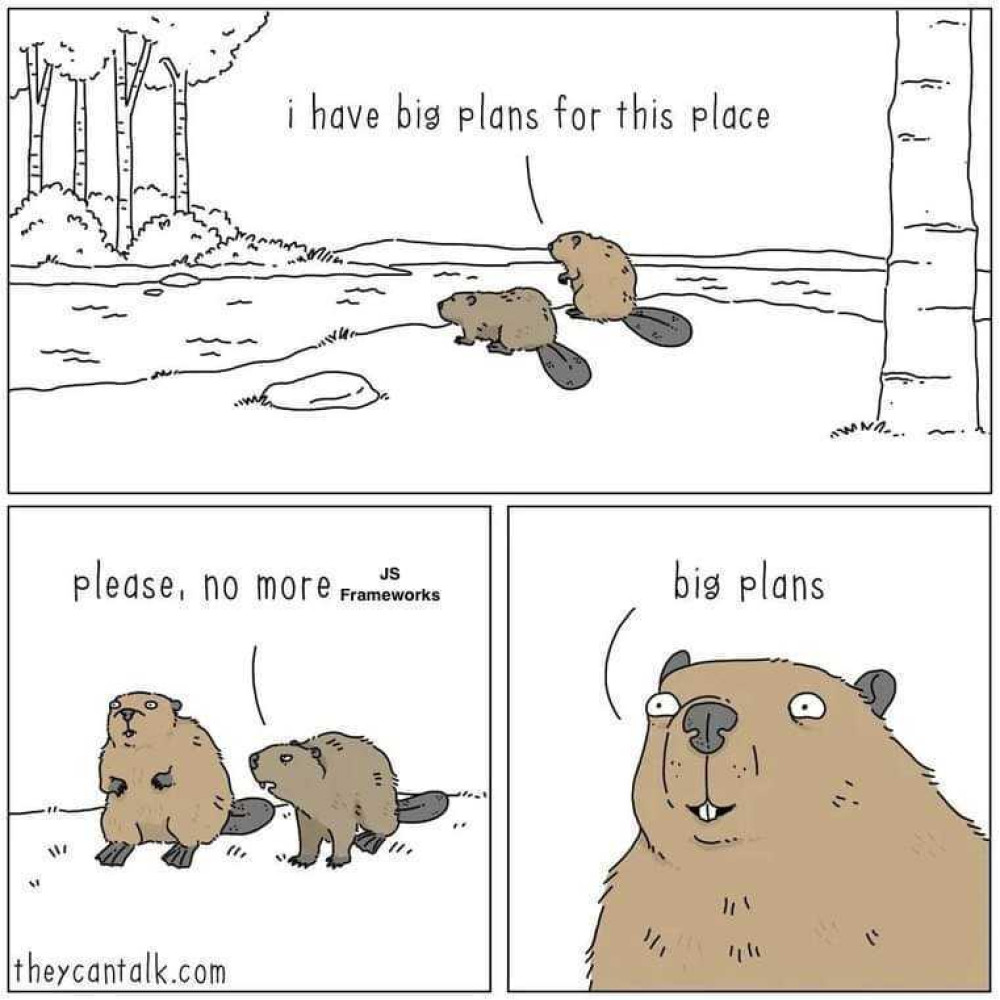 i have big plans for this place
please, no more JS
Frameworks
big plans
theycantalk.com